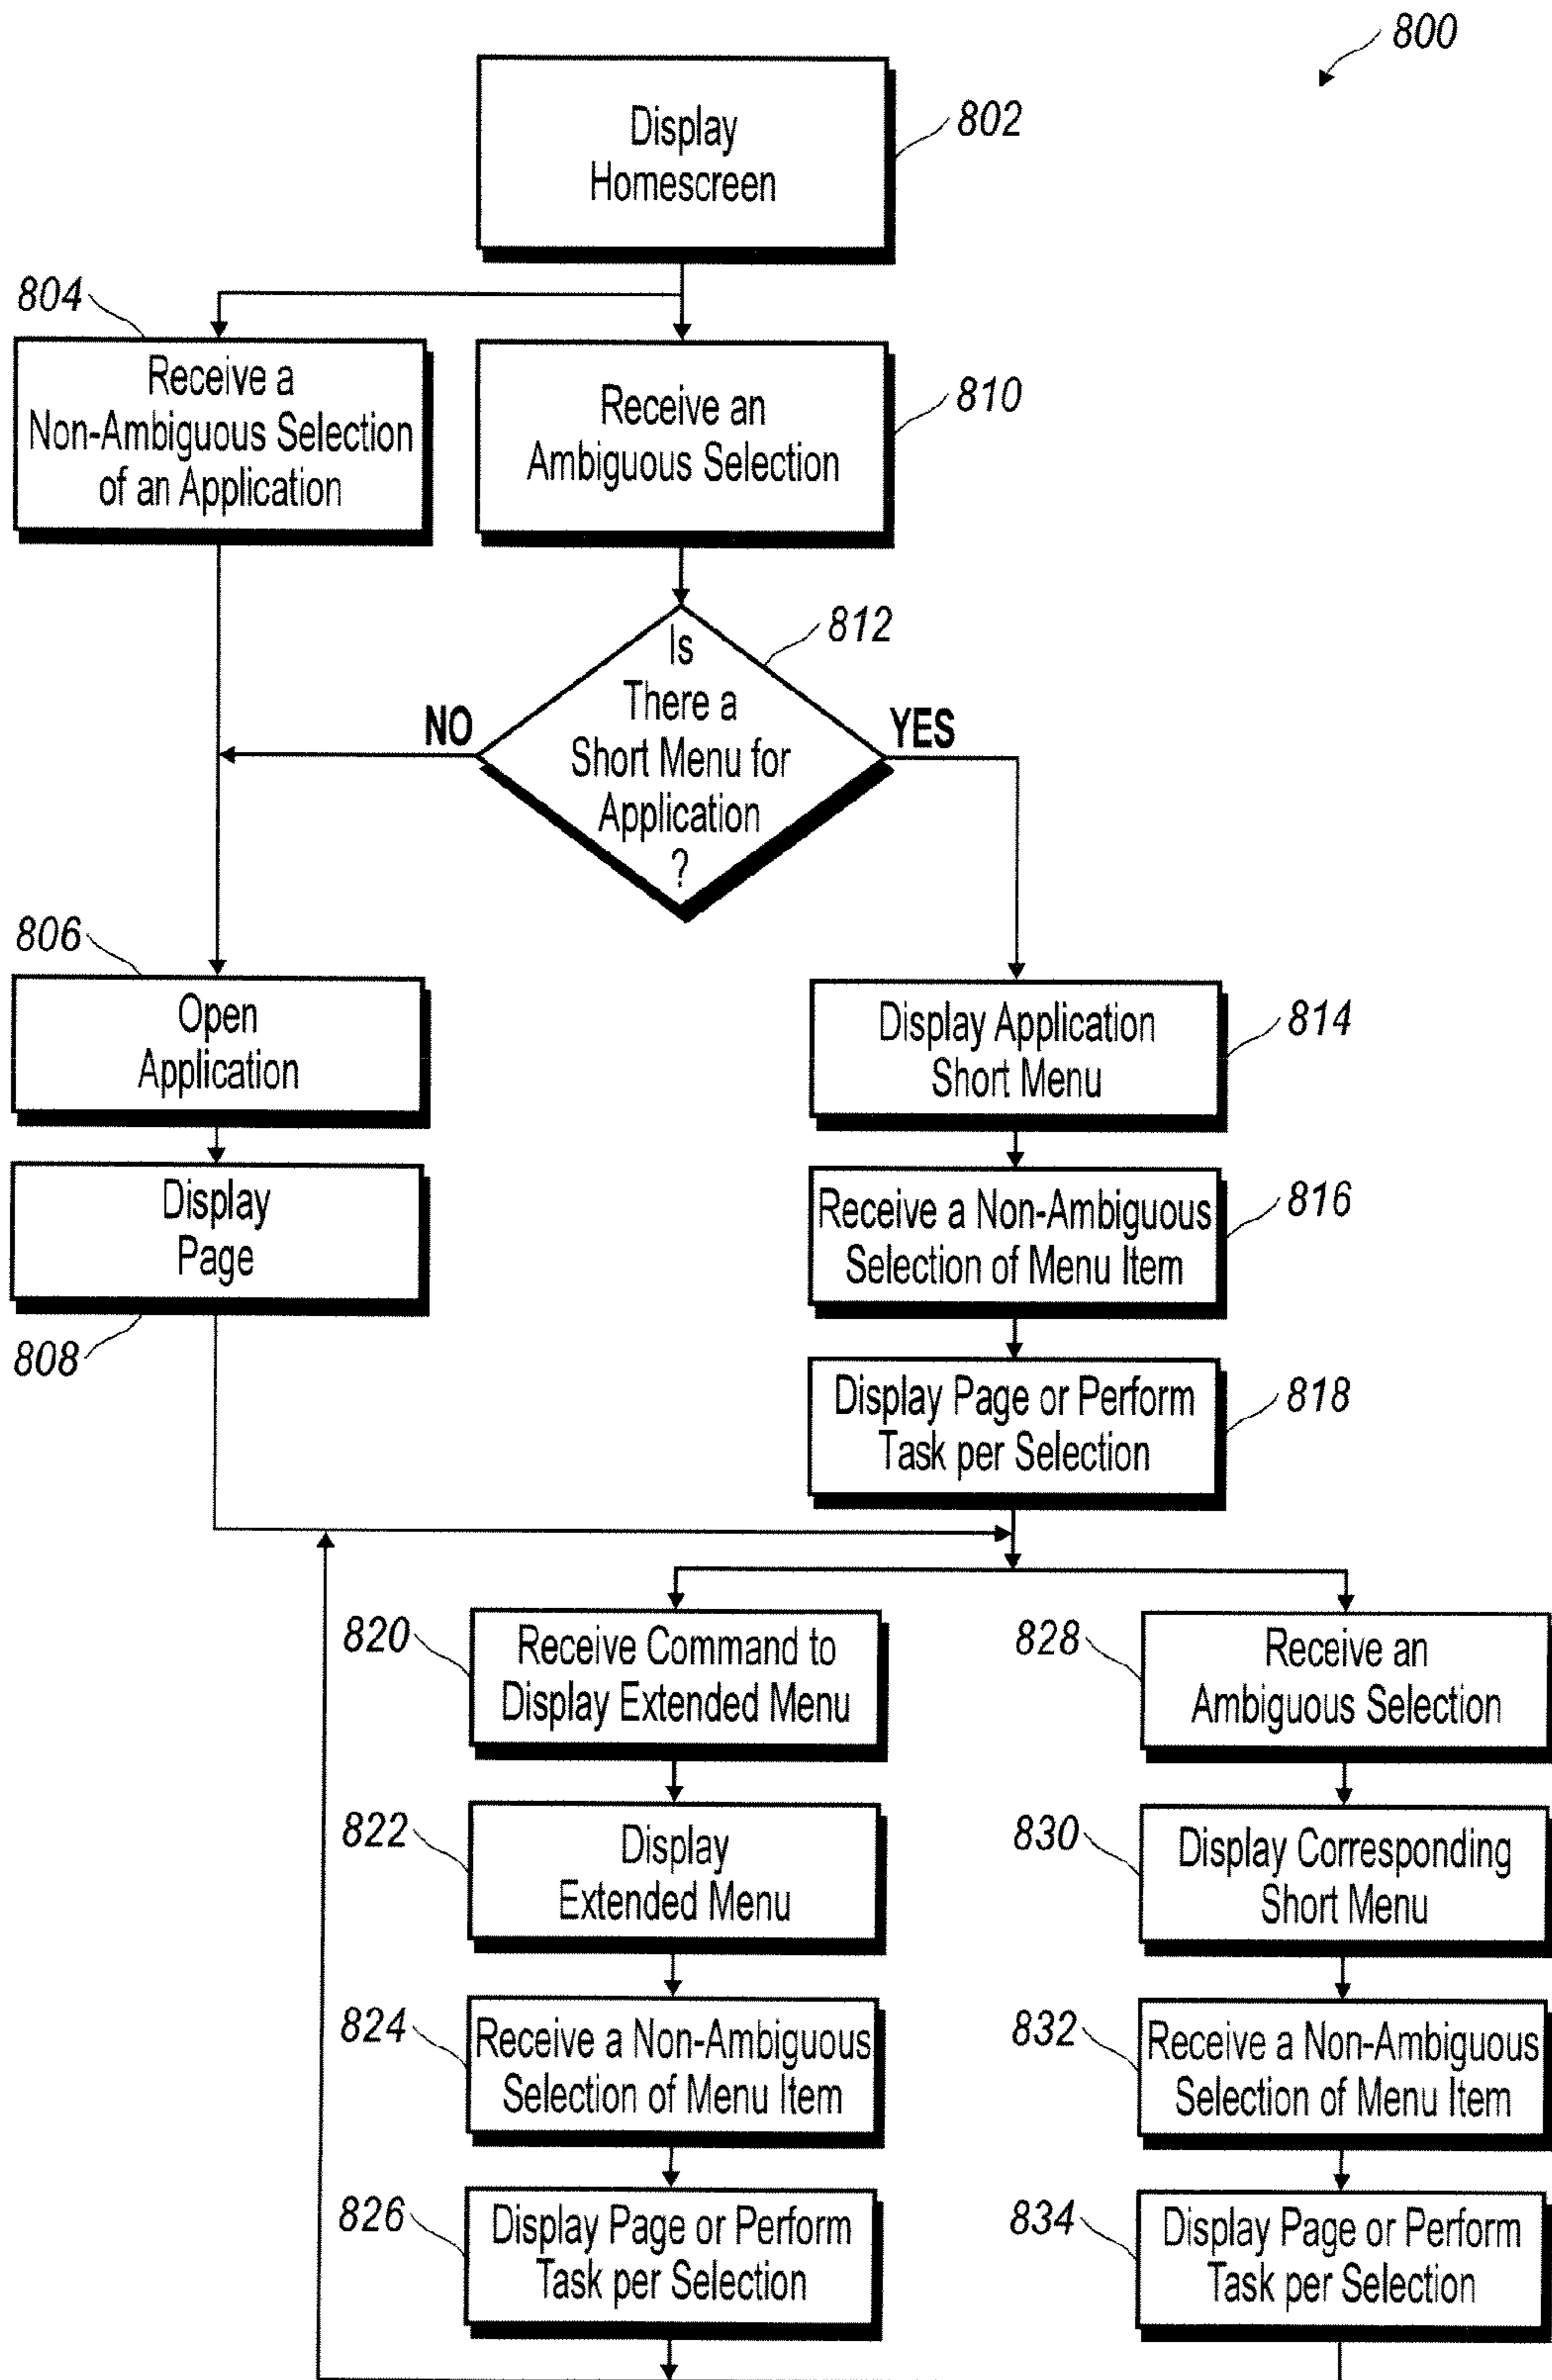 800
Display
Homescreen
802
804
Receive a
Non-Ambiguous Selection
of an Application
Receive an
Ambiguous Selection
810
812
Is
There a
Short Menu for
Application
?
NO
YES
806
Open
Application
Display
Page
808
Display Application
Short Menu
814
Receive a Non-Ambiguous
Selection of Menu Item
816
Display Page or Perform
Task per Selection
818
820
Receive Command to
Display Extended Menu
822
Display
Extended Menu
824
Receive a Non-Ambiguous
Selection of Menu Item
826
Display Page or Perform
Task per Selection
828
Receive an
Ambiguous Selection
830
Display Corresponding
Short Menu
832
Receive a Non-Ambiguous
Selection of Menu Item
834
Display Page or Perform
Task per Selection